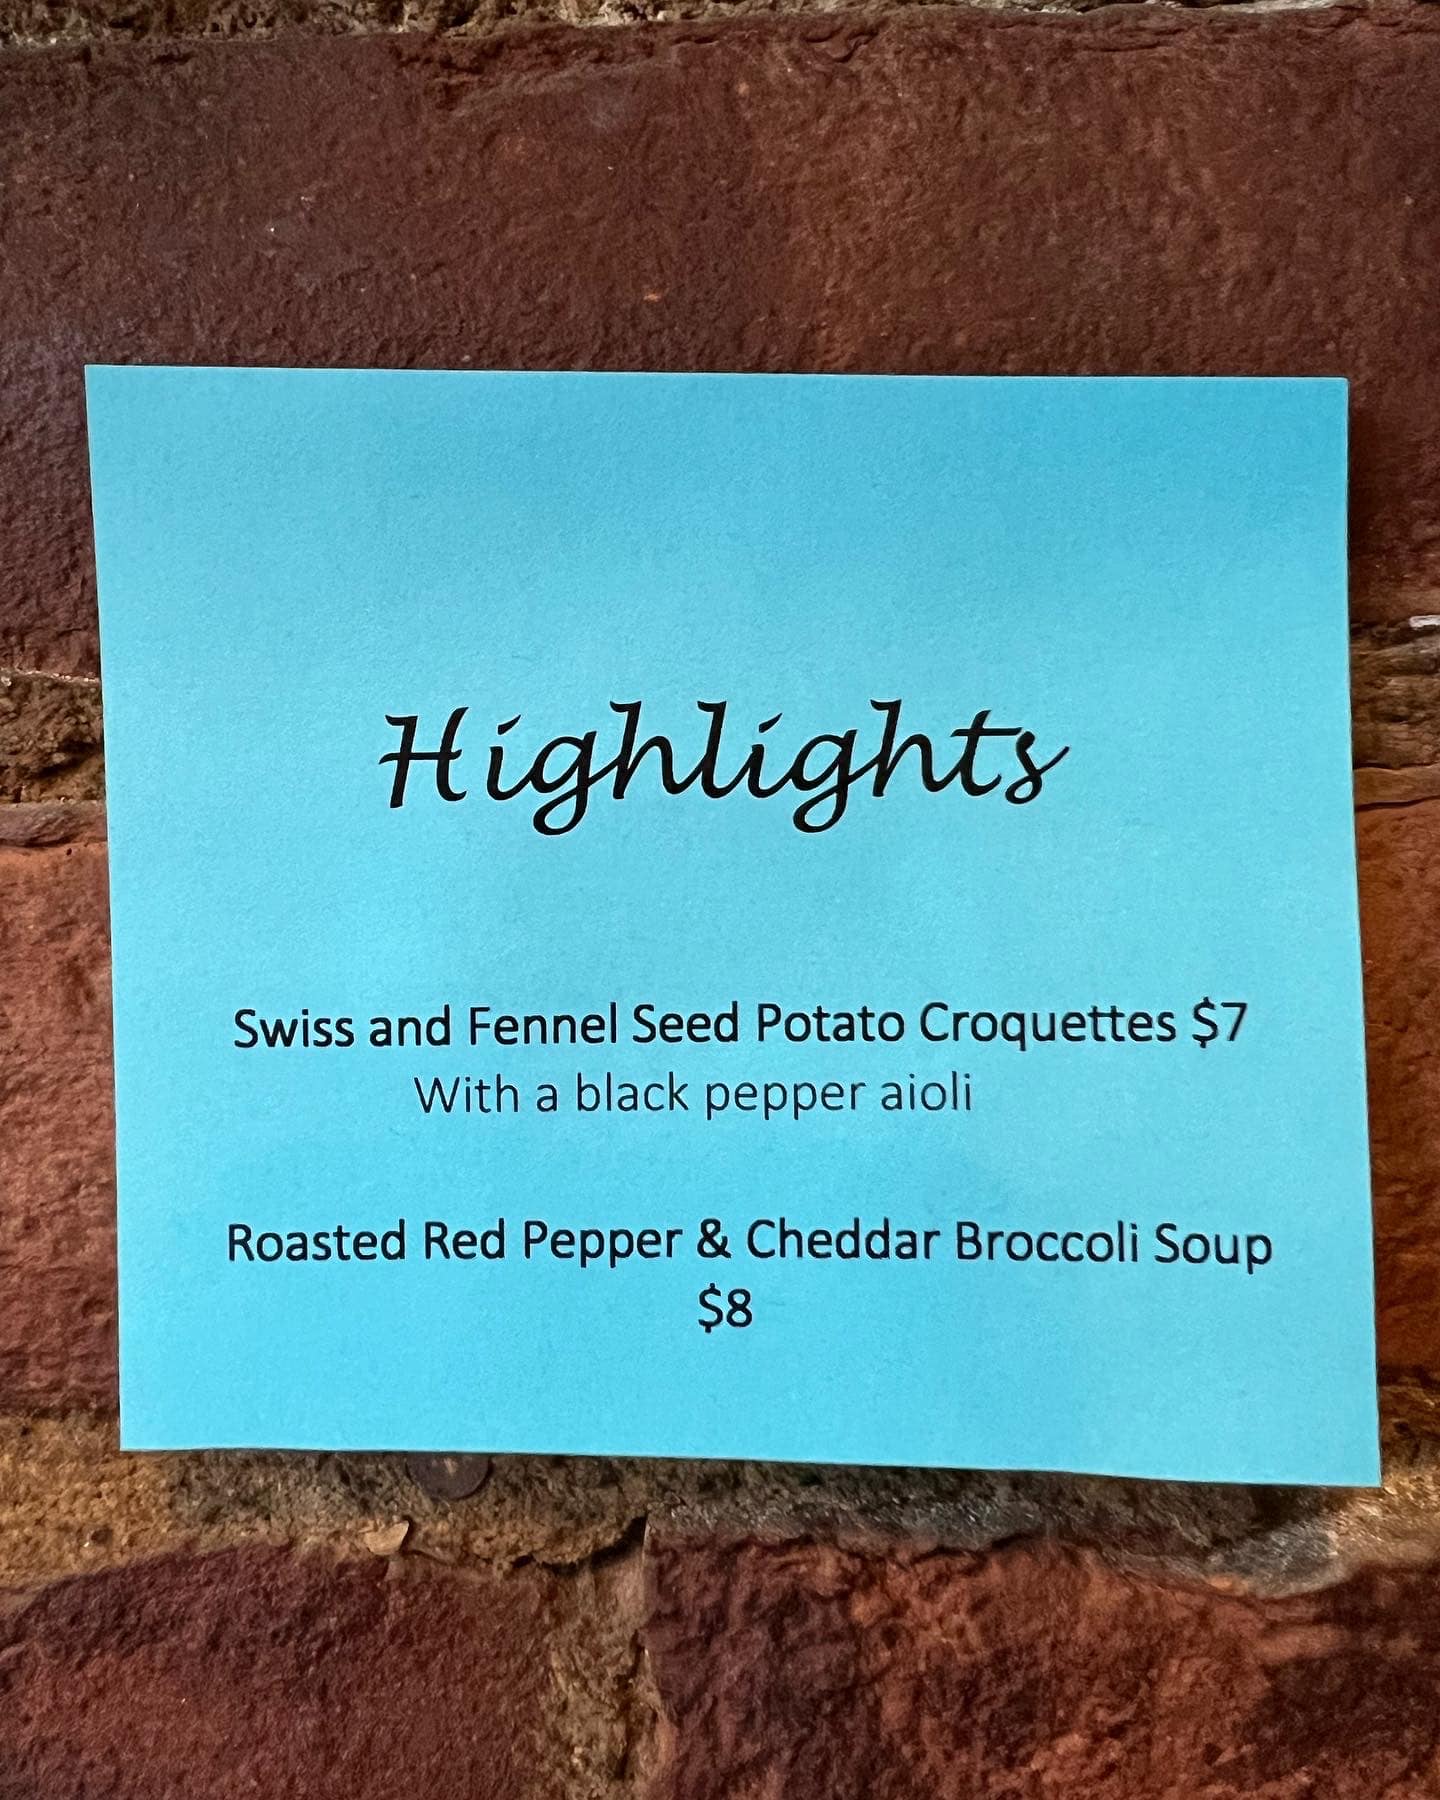 Highlights
Swiss and Fennel Seed Potato Croquettes $7
With a black pepper aioli
Roasted Red Pepper & Cheddar Broccoli Soup
$8